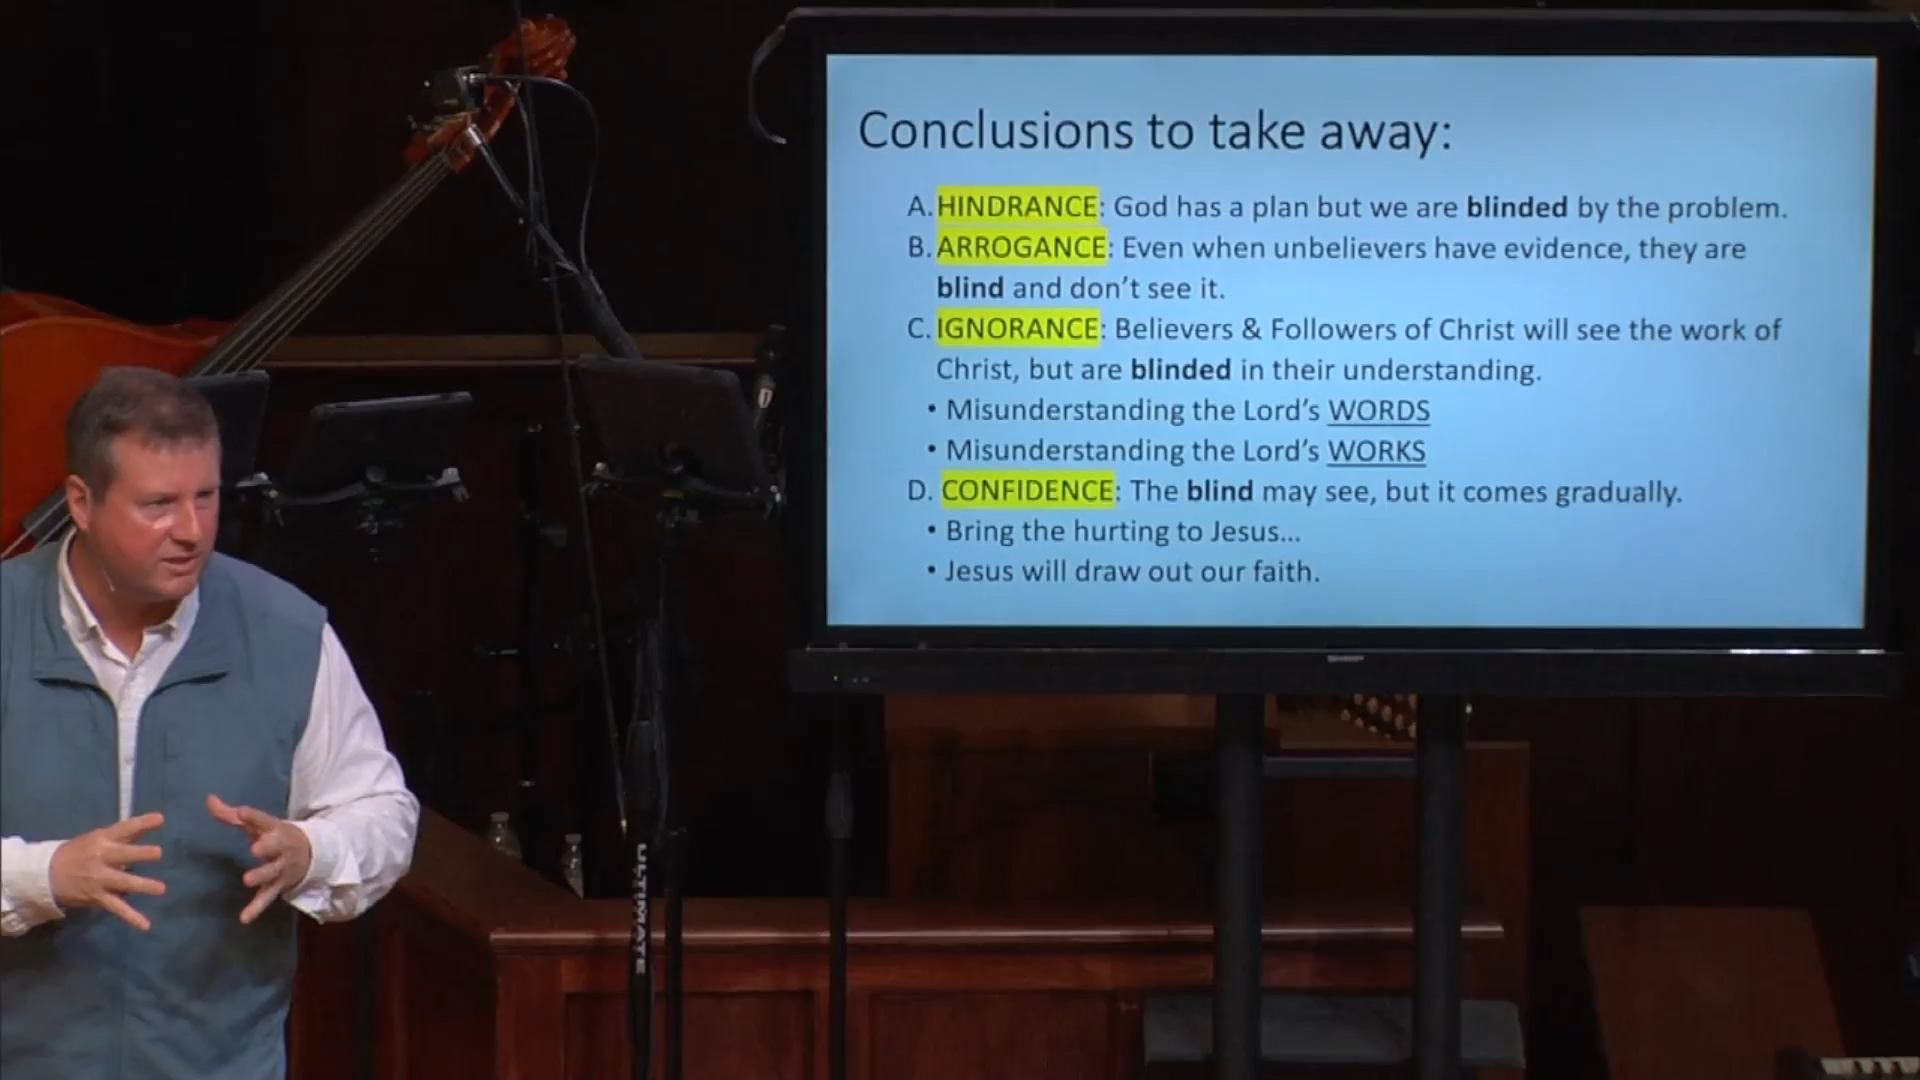 Conclusions to take away:
A. HINDRANCE: God has a plan but we are blinded by the problem.
B. ARROGANCE: Even when unbelievers have evidence, they are
blind and don’t see it.
C. IGNORANCE: Believers & Followers of Christ will see the work of
Christ, but are blinded in their understanding.
• Misunderstanding the Lord’s WORDS
• Misunderstanding the Lord’s WORKS
D. CONFIDENCE: The blind may see, but it comes gradually.
• Bring the hurting to Jesus...
• Jesus will draw out our faith.
ULTIMATE